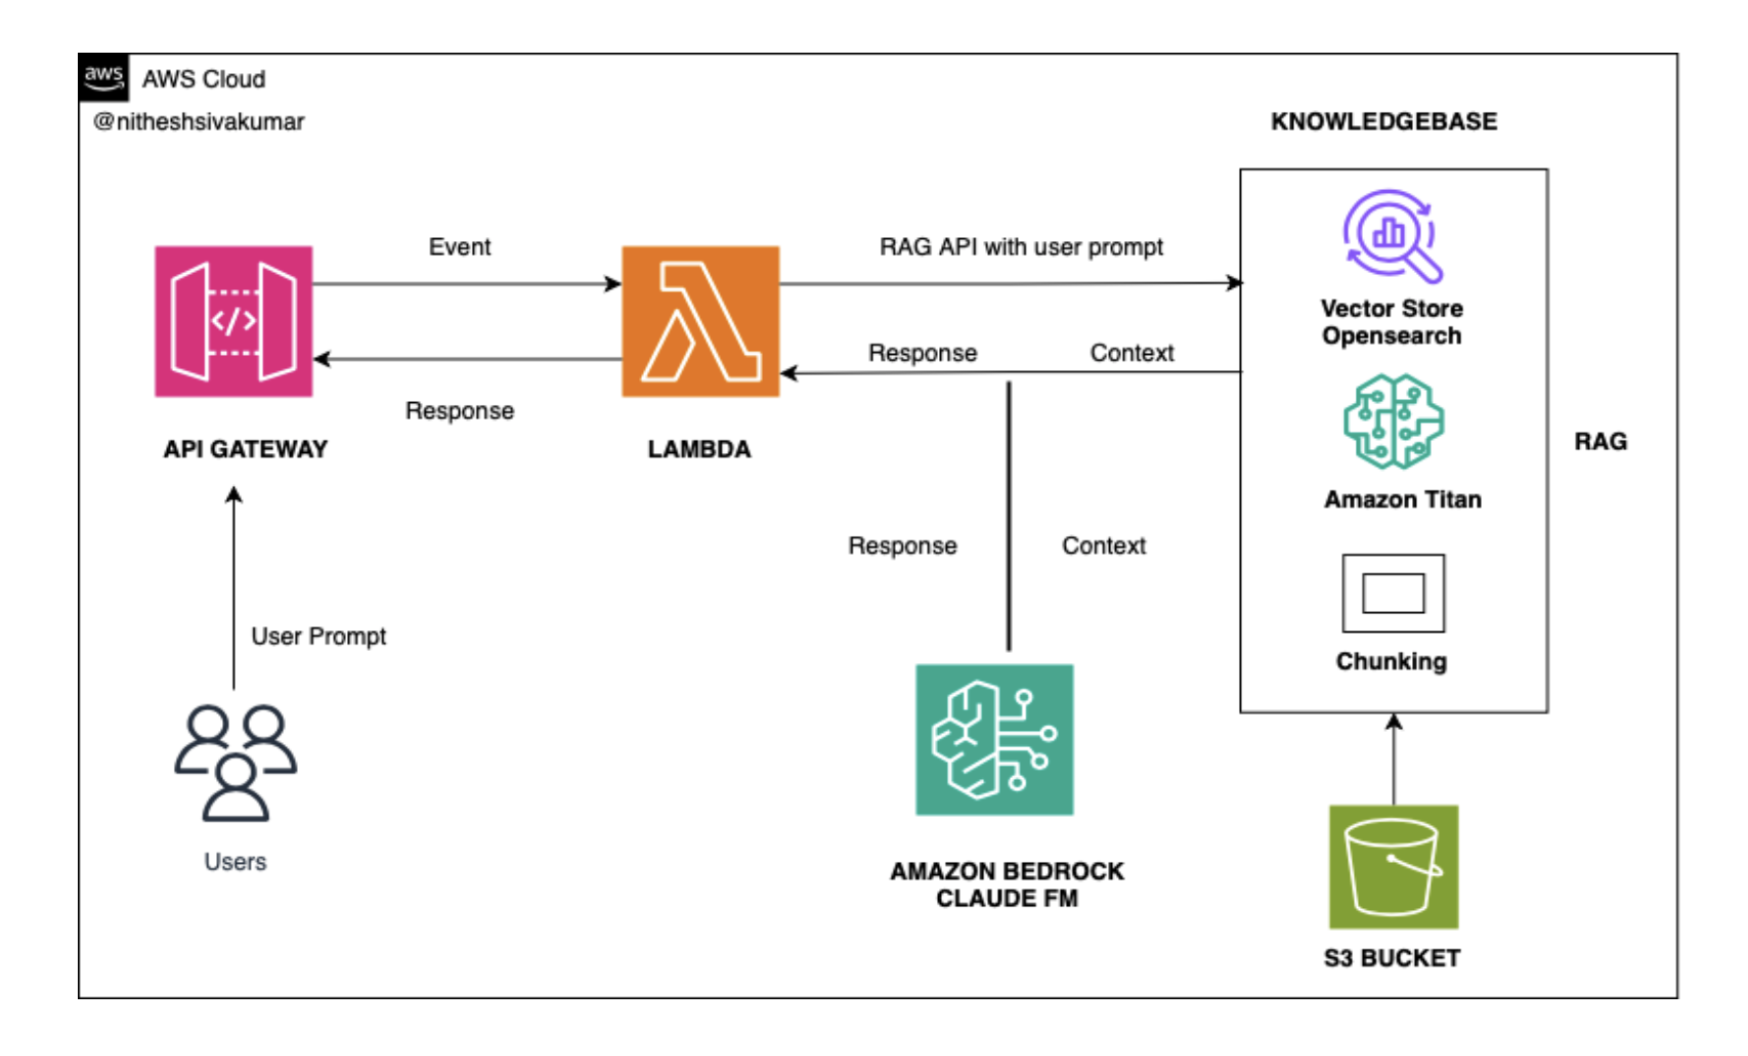 aws
AWS Cloud
@nitheshsivakumar
KNOWLEDGEBASE
Event
RAG API with user prompt
</>
Vector Store
Opensearch
Response
Context
Response
API GATEWAY
LAMBDA
RAG
Amazon Titan
Response
Context
User Prompt
Chunking
Users
AMAZON BEDROCK
CLAUDE FM
S3 BUCKET